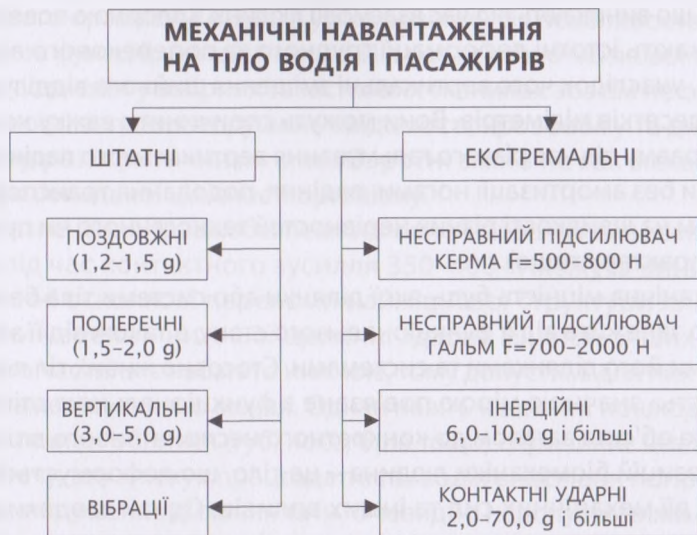 МЕХАНІЧНІ НАВАНТАЖЕННЯ
НА ТІЛО ВОДІЯ І ПАСАЖИРІВ
ШТАТНІ
ЕКСТРЕМАЛЬНІ
ПОЗДОВЖНІ
(1,2–1,5 g)
НЕСПРАВНИЙ ПІДСИЛЮВАЧ
КЕРМА F=500–800 Н
ПОПЕРЕЧНІ
(1,5–2,0 g)
НЕСПРАВНИЙ ПІДСИЛЮВАЧ
ГАЛЬМ F=700–2000 Н
ВЕРТИКАЛЬНІ
(3,0–5,0 g)
ІНЕРЦІЙНІ
6,0–10,0 g і більші
ВІБРАЦІЇ
КОНТАКТНІ УДАРНІ
2,0–70,0 g і більші